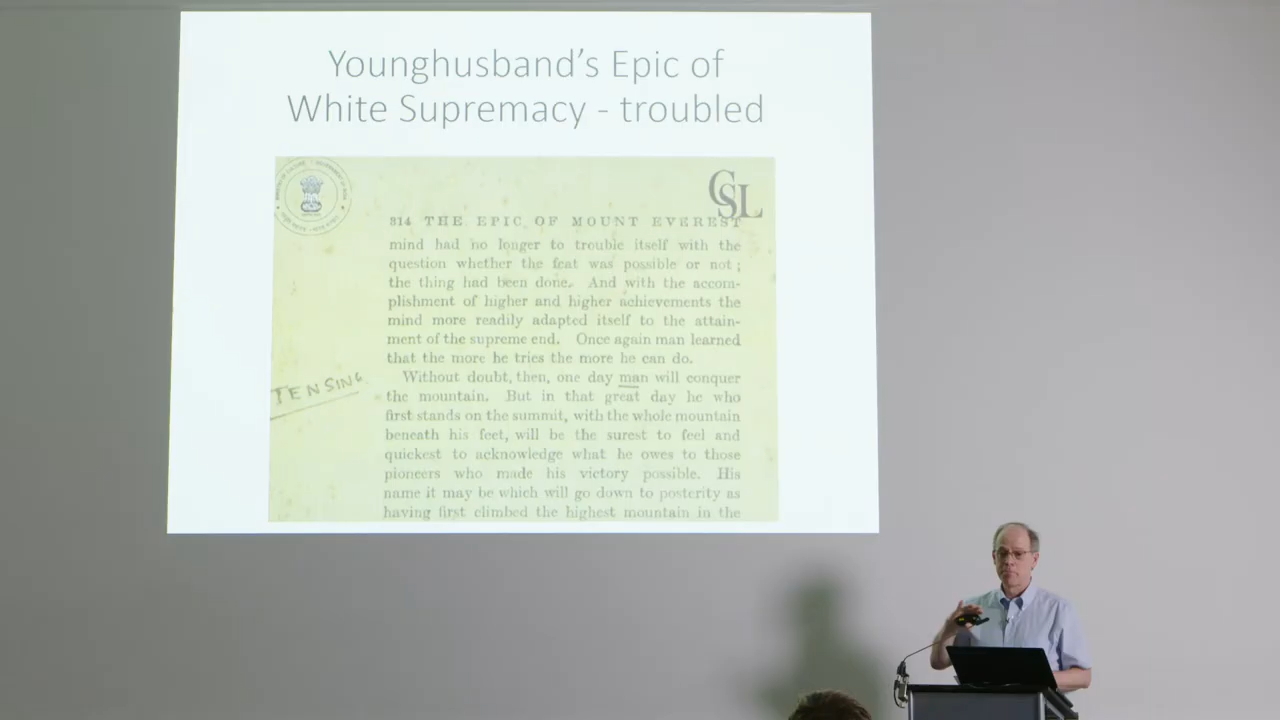 Younghusband's Epic of
White Supremacy - troubled
CSL
314 THE EPIC OF MOUNT EVEREST
mind had no longer to trouble itself with the
question whether the feat was possible or not;
the thing had been done. And with the accom-
plishment of higher and higher achievements the
mind more readily adapted itself to the attain-
ment of the supreme end. Once again man learned
that the more he tries the more he can do.
Without doubt, then, one day man will conquer
TENSING
the mountain. But in that great day he who
first stands on the summit, with the whole mountain
beneath his feet, will be the surest to feel and
quickest to acknowledge what he owes to those
pioneers who made his victory possible. His
name it may be which will go down to posterity as
having first climbed the highest mountain in the